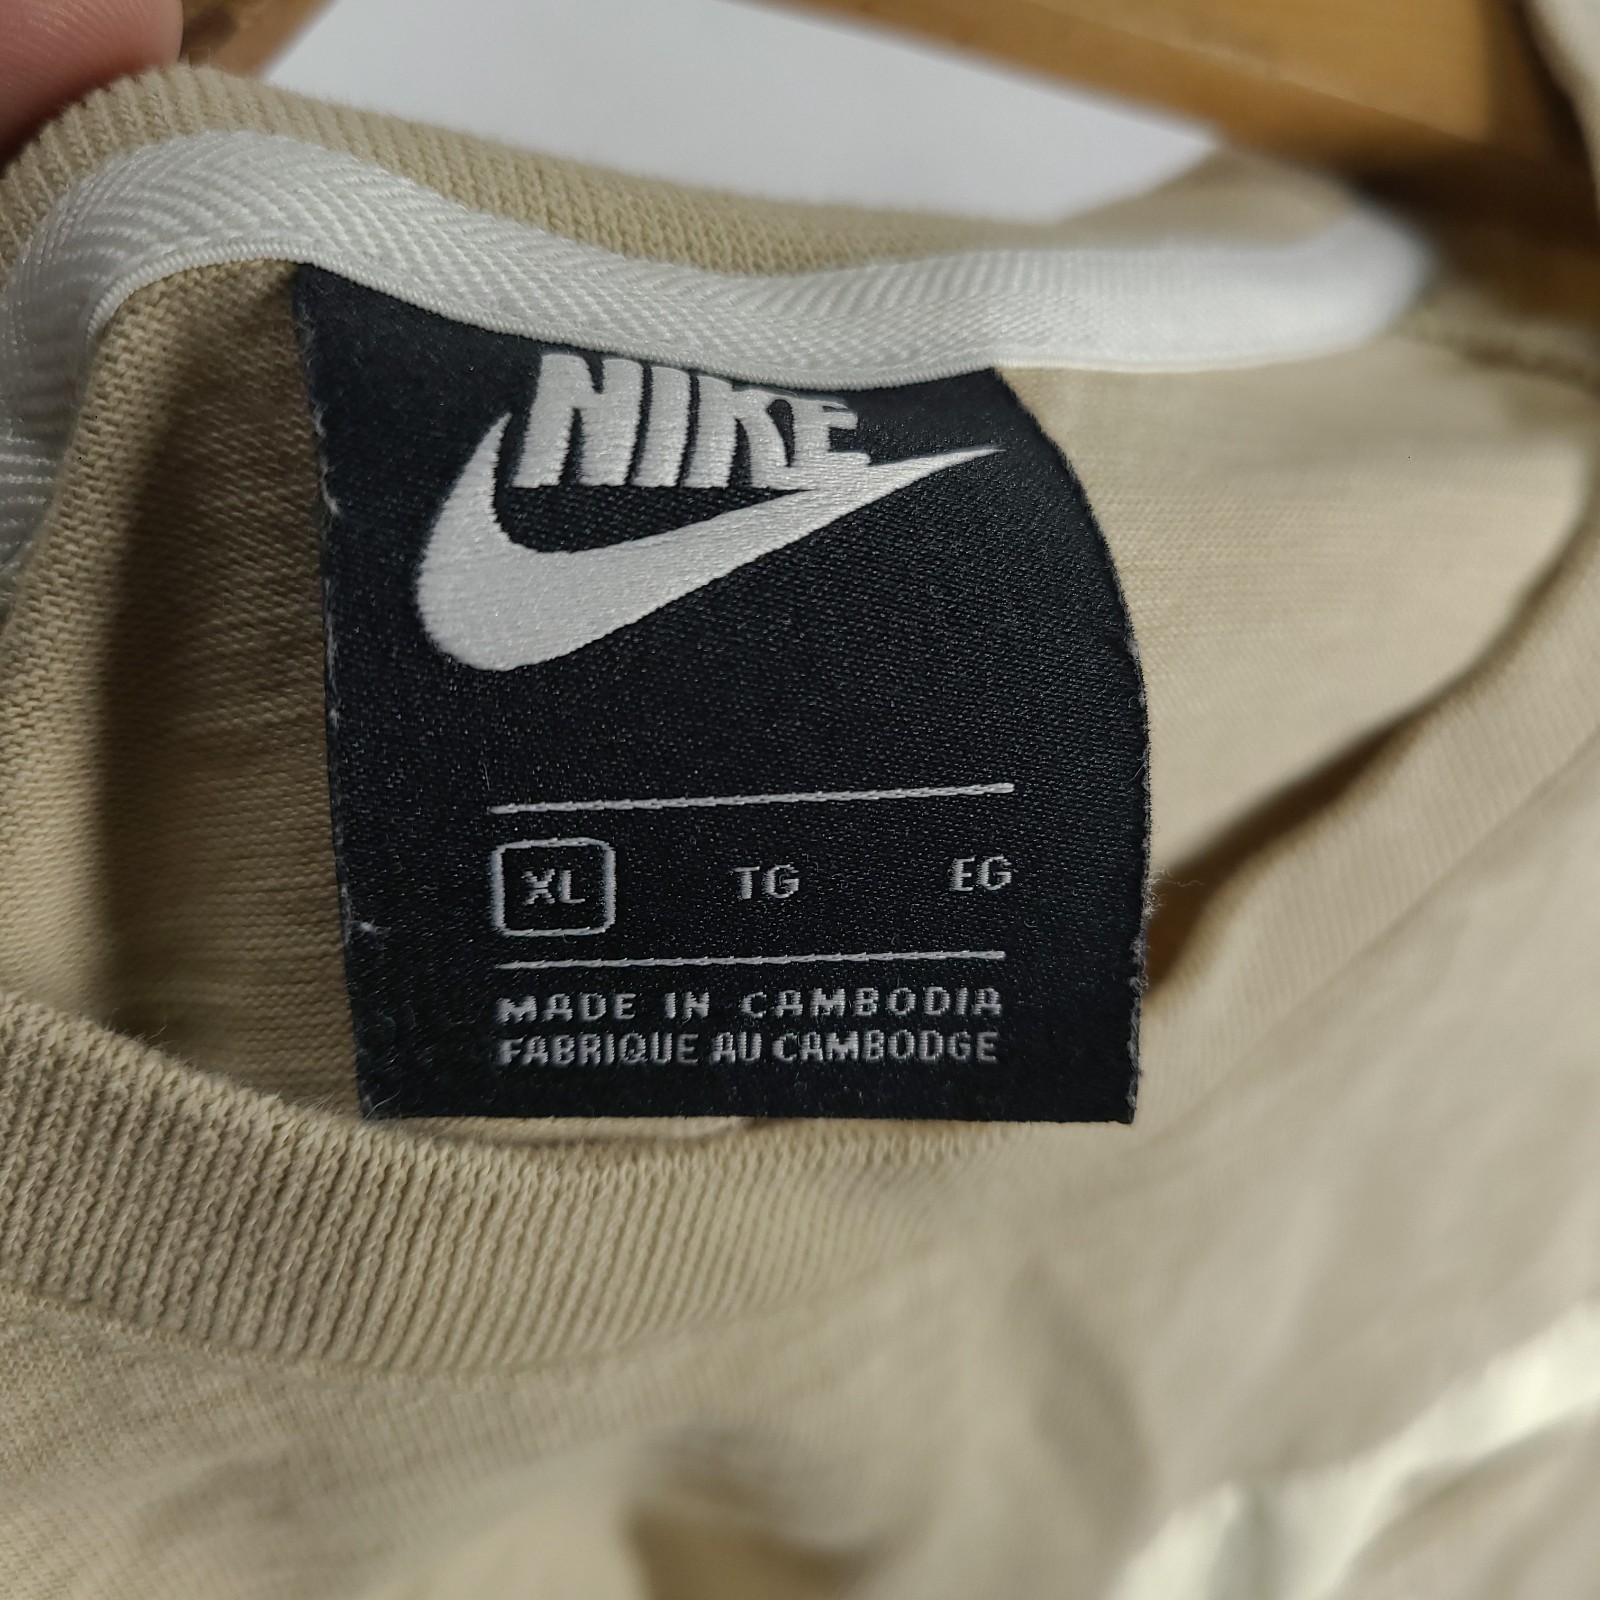 NIKE
XL TG EG
MADE IN CAMBODIA
FABRIQUE AU CAMBODGE